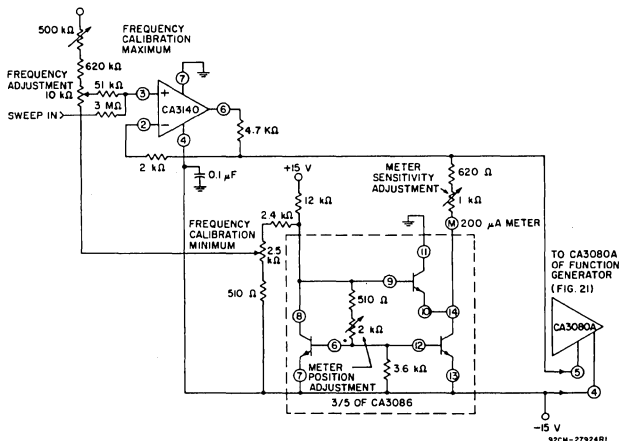 500 kΩ
FREQUENCY
CALIBRATION
MAXIMUM
620 kΩ
7
FREQUENCY
ADJUSTMENT
10 kΩ
51 kΩ
3
+
CA3140
6
SWEEP IN
3 MΩ
2
−
4
4.7 KΩ
2 kΩ
0.1 μF
+15 V
12 kΩ
METER
SENSITIVITY
ADJUSTMENT
620 Ω
1 kΩ
M
200 μA METER
FREQUENCY
CALIBRATION
MINIMUM
2.4 kΩ
2.5
kΩ
510 Ω
11
9
10
14
8
510 Ω
2 kΩ
6
12
7
METER
POSITION
ADJUSTMENT
3.6 kΩ
13
3/5 OF CA3086
TO CA3080A
OF FUNCTION
GENERATOR
(FIG. 21)
CA3080A
5
4
-15 V
92CM-27924R1